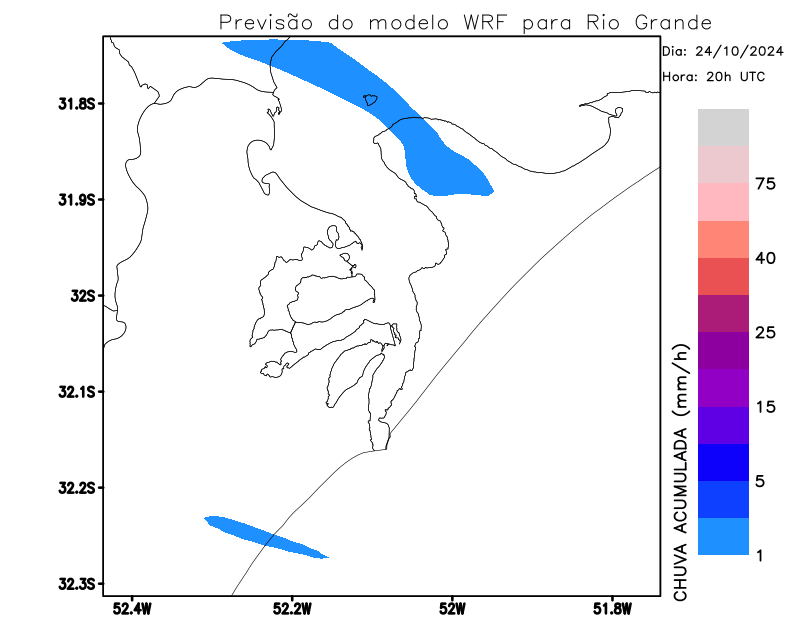 Previsão do modelo WRF para Rio Grande
Dia: 24/10/2024
Hora: 20h UTC
31.8S
31.9S
32S
32.1S
32.2S
32.3S
52.4W
52.2W
52W
51.8W
75
40
25
15
5
1
CHUVA ACUMULADA (mm/h)